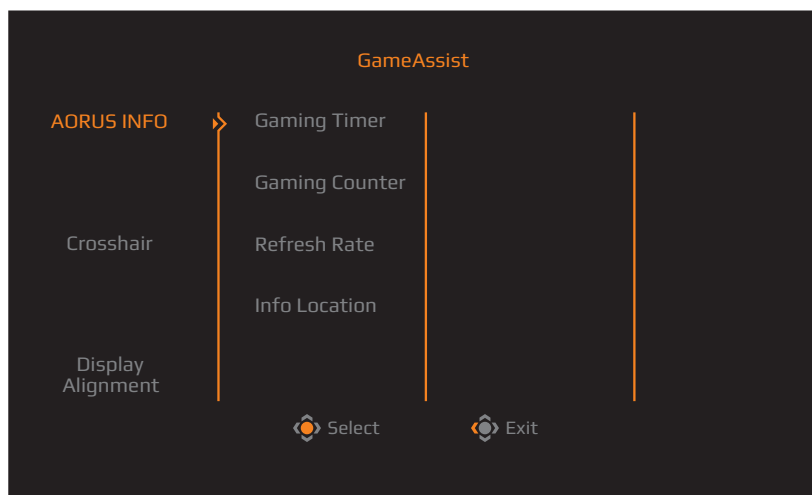 GameAssist
AORUS INFO
Gaming Timer
Gaming Counter
Crosshair
Refresh Rate
Info Location
Display
Alignment
Select
Exit